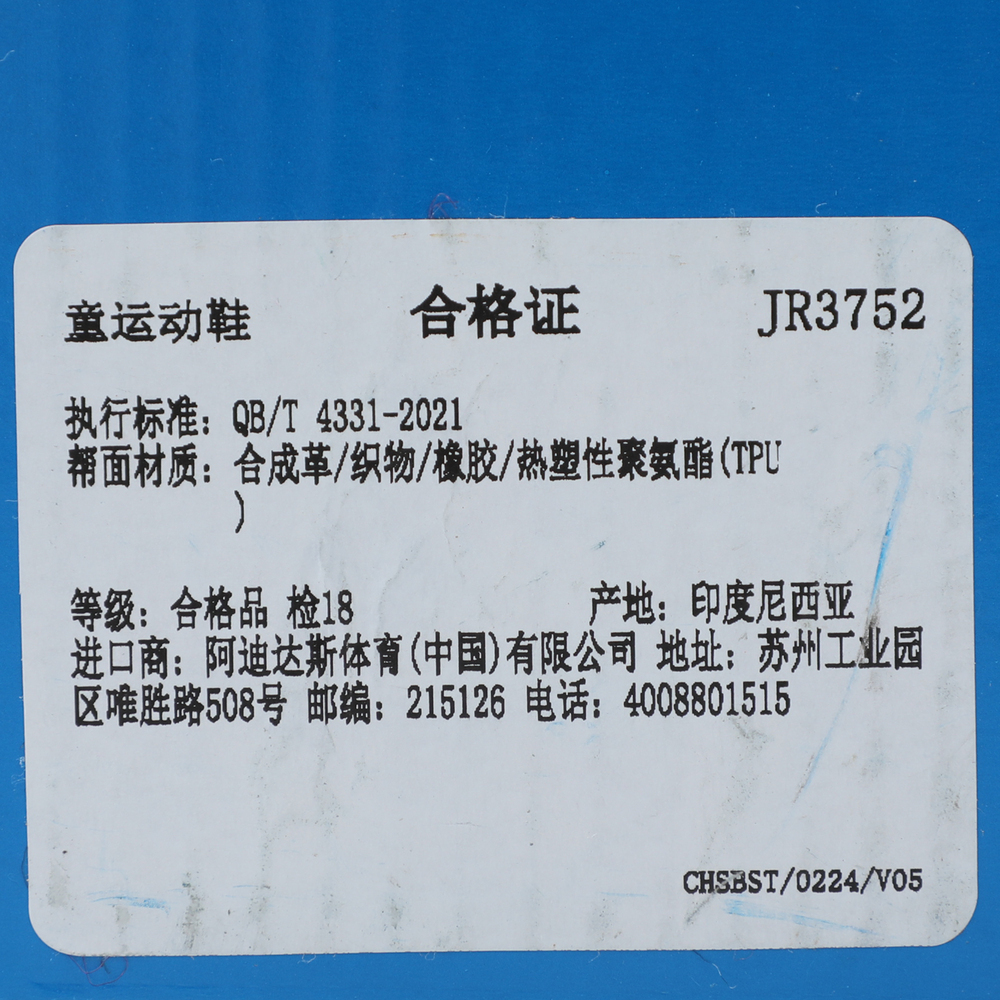 童运动鞋 合格证 JR3752
执行标准: QB/T 4331-2021
帮面材质: 合成革/织物/橡胶/热塑性聚氨酯(TPU
)
等级: 合格品 检18 产地: 印度尼西亚
进口商: 阿迪达斯体育(中国)有限公司 地址: 苏州工业园
区唯胜路508号 邮编: 215126 电话: 4008801515
CHSBST/0224/V05